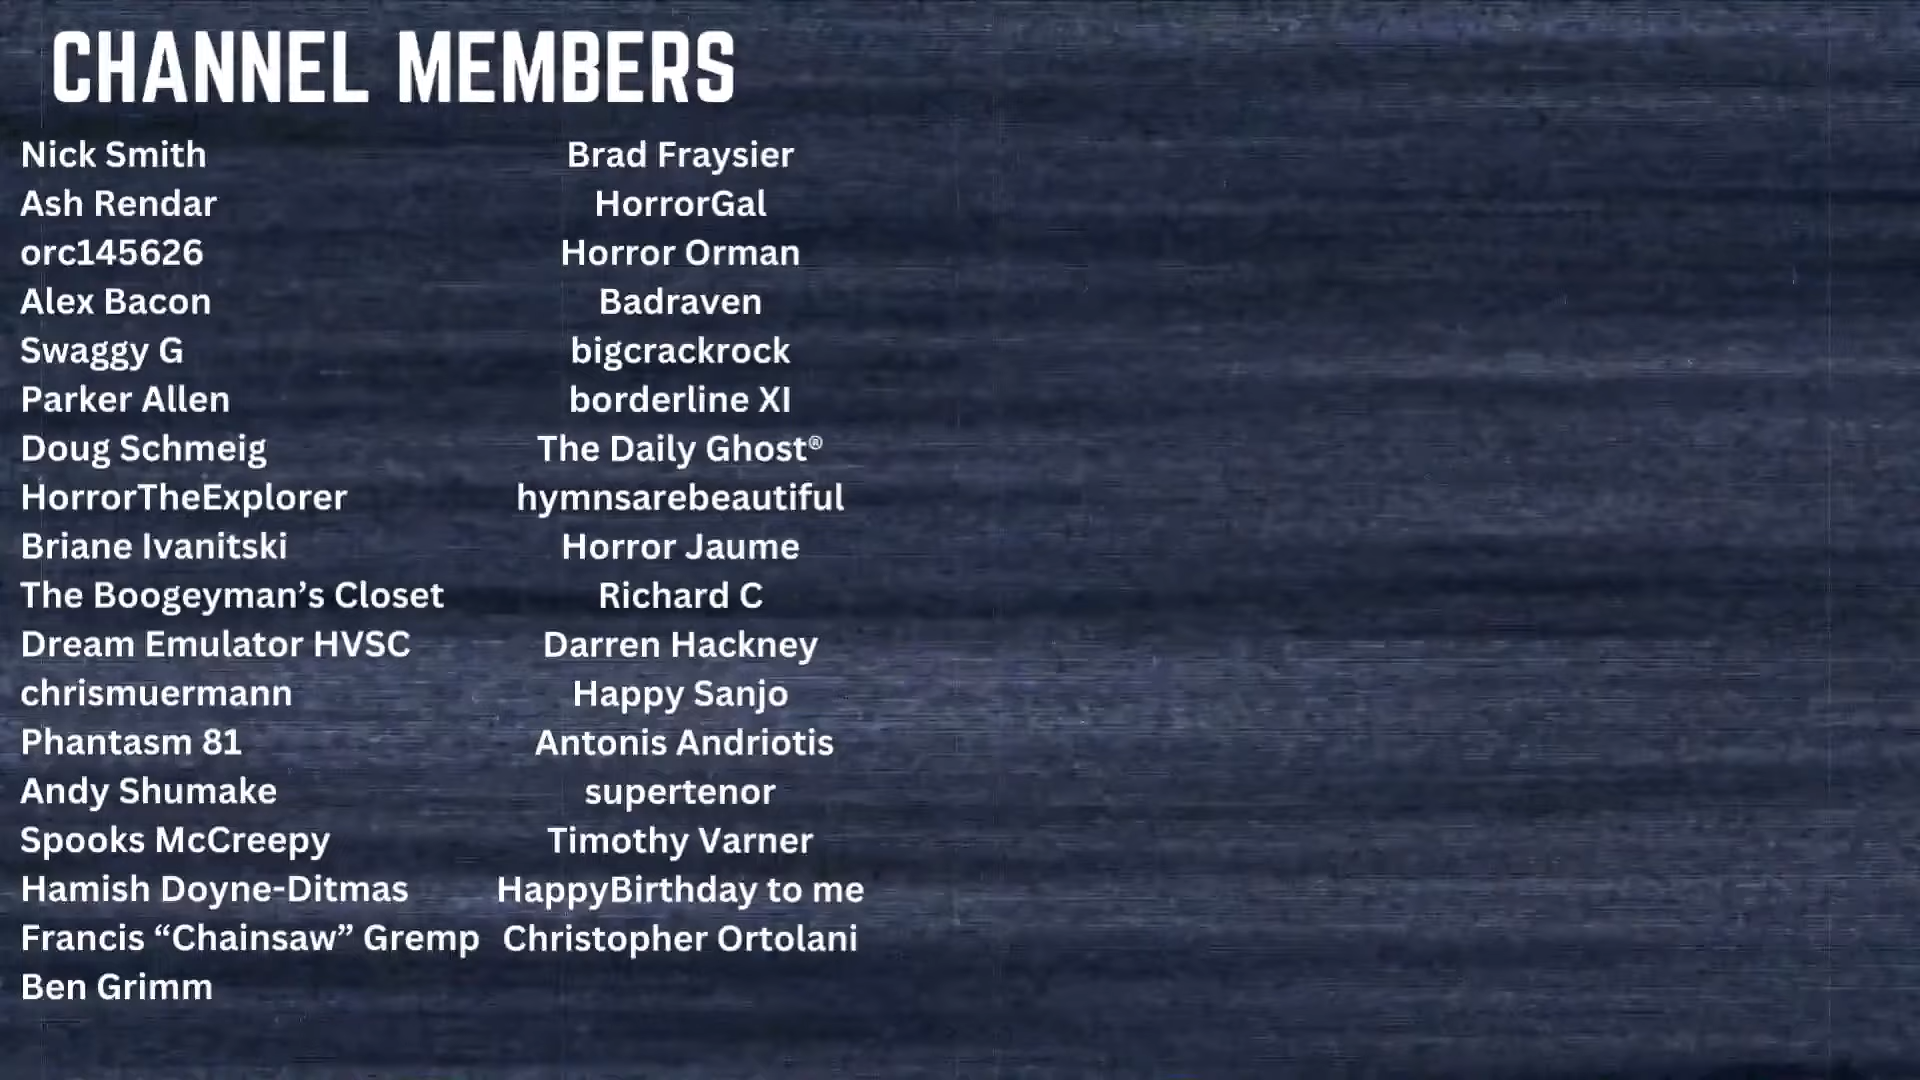 CHANNEL MEMBERS
Nick Smith
Ash Rendar
orc145626
Alex Bacon
Swaggy G
Parker Allen
Doug Schmeig
HorrorTheExplorer
Briane Ivanitski
The Boogeyman’s Closet
Dream Emulator HVSC
chrismuermann
Phantasm 81
Andy Shumake
Spooks McCreepy
Hamish Doyne-Ditmas
Francis “Chainsaw” Gremp
Ben Grimm
Brad Fraysier
HorrorGal
Horror Orman
Badraven
bigcrackrock
borderline XI
The Daily Ghost®
hymnsarebeautiful
Horror Jaume
Richard C
Darren Hackney
Happy Sanjo
Antonis Andriotis
supertenor
Timothy Varner
HappyBirthday to me
Christopher Ortolani